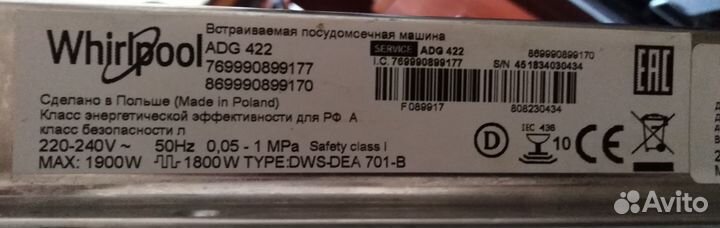 Whirlpool
Встраиваемая посудомоечная машина
ADG 422
769990899177
869990899170
SERVICE ADG 422
869990899170
I.C. 769990899177
S/N 451834030434
F 089917
808230434
EAC
Сделано в Польше (Made in Poland)
Класс энергетической эффективности для РФ А
класс безопасности л
220-240V ~ 50Hz 0,05 - 1 MPa Safety class I
MAX: 1900W 1800 W TYPE:DWS-DEA 701-B
D
IEC 436
10
CE
Avito